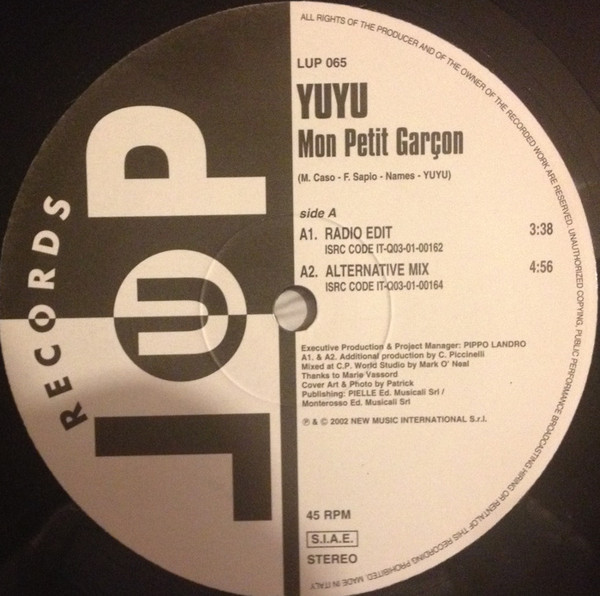 ALL RIGHTS OF THE PRODUCER AND OF THE OWNER OF THE RECORDED WORK ARE RESERVED. UNAUTHORIZED COPYING, PUBLIC PERFORMANCE BROADCASTING HIRING OR RENTALOF THIS RECORDING PROHIBITED. MADE IN ITALY
LUP RECORDS
LUP 065
YUYU
Mon Petit Garçon
(M. Caso - F. Sapio - Names - YUYU)
side A
A1. RADIO EDIT 3:38
ISRC CODE IT-Q03-01-00162
A2. ALTERNATIVE MIX 4:56
ISRC CODE IT-Q03-01-00164
Executive Production & Project Manager: PIPPO LANDRO
A1. & A2. Additional production by C. Piccinelli
Mixed at C.P. World Studio by Mark O' Neal
Thanks to Marie Vassord
Cover Art & Photo by Patrick
Publishing: PIELLE Ed. Musicali Srl /
Monterosso Ed. Musicali Srl
℗ & © 2002 NEW MUSIC INTERNATIONAL S.r.l.
45 RPM
S.I.A.E.
STEREO